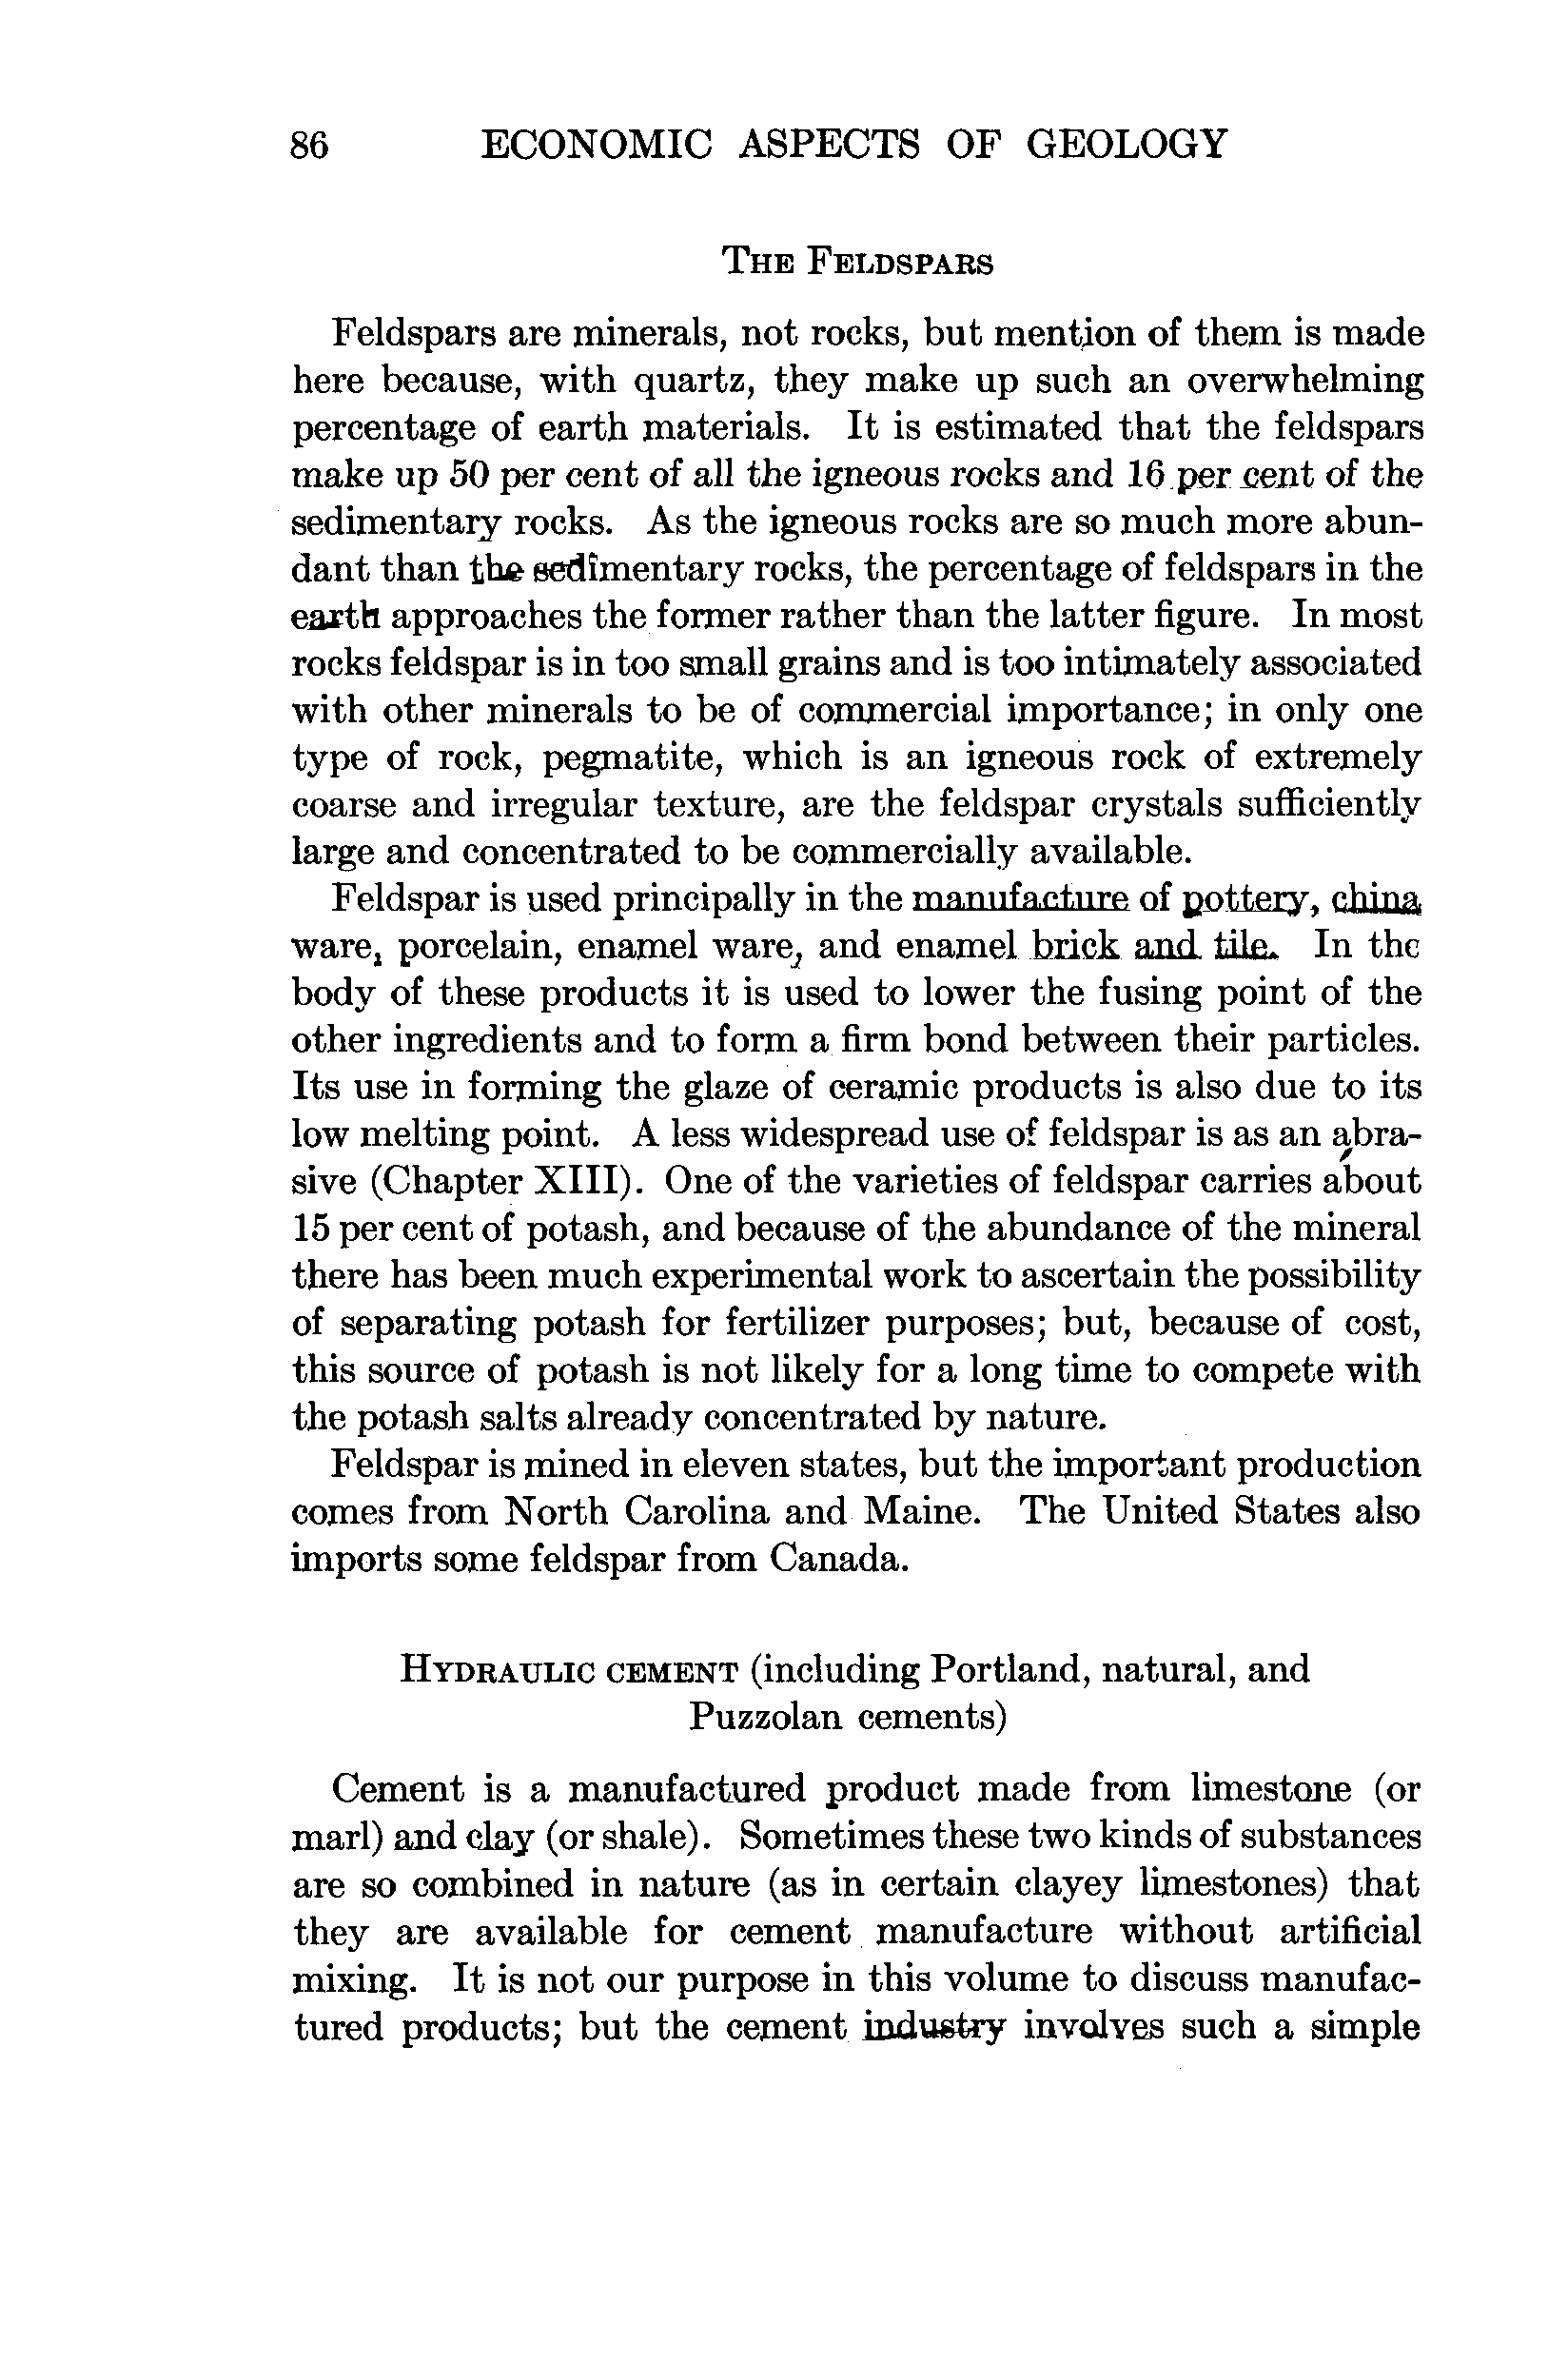 86 ECONOMIC ASPECTS OF GEOLOGY
THE FELDSPARS
Feldspars are minerals, not rocks, but mention of them is made
here because, with quartz, they make up such an overwhelming
percentage of earth materials. It is estimated that the feldspars
make up 50 per cent of all the igneous rocks and 16 per cent of the
sedimentary rocks. As the igneous rocks are so much more abun-
dant than the sedimentary rocks, the percentage of feldspars in the
earth approaches the former rather than the latter figure. In most
rocks feldspar is in too small grains and is too intimately associated
with other minerals to be of commercial importance; in only one
type of rock, pegmatite, which is an igneous rock of extremely
coarse and irregular texture, are the feldspar crystals sufficiently
large and concentrated to be commercially available.
Feldspar is used principally in the manufacture of pottery, china
ware, porcelain, enamel ware, and enamel brick and tile. In the
body of these products it is used to lower the fusing point of the
other ingredients and to form a firm bond between their particles.
Its use in forming the glaze of ceramic products is also due to its
low melting point. A less widespread use of feldspar is as an abra-
sive (Chapter XIII). One of the varieties of feldspar carries about
15 per cent of potash, and because of the abundance of the mineral
there has been much experimental work to ascertain the possibility
of separating potash for fertilizer purposes; but, because of cost,
this source of potash is not likely for a long time to compete with
the potash salts already concentrated by nature.
Feldspar is mined in eleven states, but the important production
comes from North Carolina and Maine. The United States also
imports some feldspar from Canada.
HYDRAULIC CEMENT (including Portland, natural, and
Puzzolan cements)
Cement is a manufactured product made from limestone (or
marl) and clay (or shale). Sometimes these two kinds of substances
are so combined in nature (as in certain clayey limestones) that
they are available for cement manufacture without artificial
mixing. It is not our purpose in this volume to discuss manufac-
tured products; but the cement industry involves such a simple